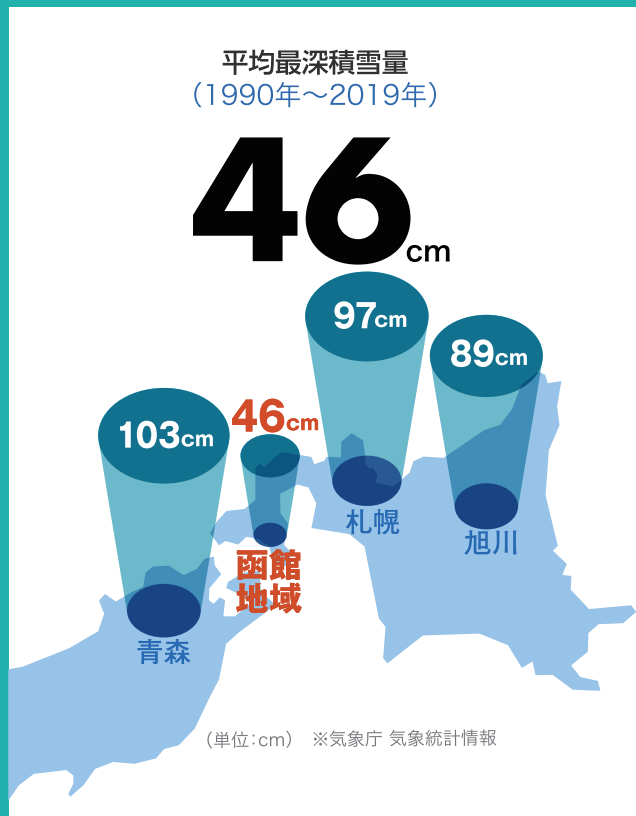 平均最深積雪量
（1990年〜2019年）
46cm
97cm
89cm
46cm
103cm
札幌
旭川
函館
地域
青森
（単位：cm）　※気象庁 気象統計情報